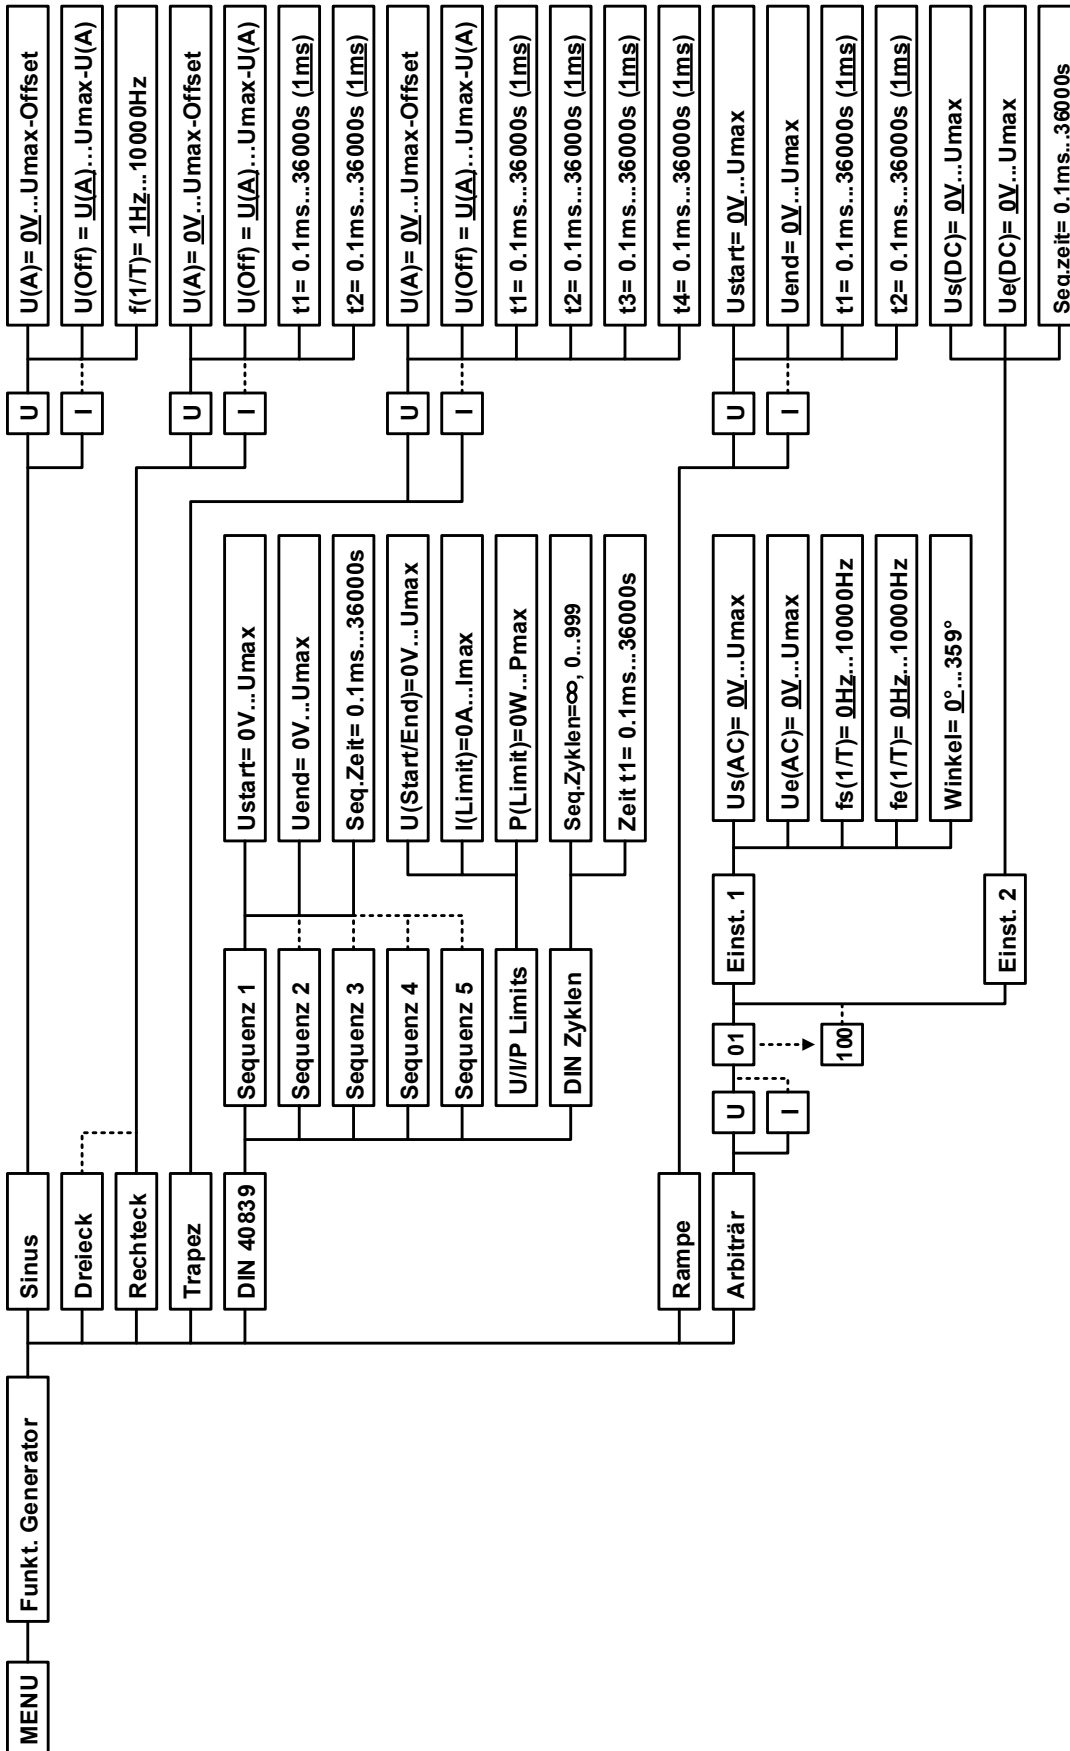 MENU
Funkt. Generator
Sinus
Dreieck
Rechteck
Trapez
DIN 40839
Rampe
Arbiträr
U
I
U(A)= 0V...Umax-Offset
U(Off) = U(A)...Umax-U(A)
f(1/T)= 1Hz...10000Hz
U
I
U(A)= 0V...Umax-Offset
U(Off) = U(A)...Umax-U(A)
t1= 0.1ms...36000s (1ms)
t2= 0.1ms...36000s (1ms)
U
I
U(A)= 0V...Umax-Offset
U(Off) = U(A)...Umax-U(A)
t1= 0.1ms...36000s (1ms)
t2= 0.1ms...36000s (1ms)
t3= 0.1ms...36000s (1ms)
t4= 0.1ms...36000s (1ms)
Sequenz 1
Sequenz 2
Sequenz 3
Sequenz 4
Sequenz 5
U/I/P Limits
DIN Zyklen
Ustart= 0V...Umax
Uend= 0V...Umax
Seq.Zeit= 0.1ms...36000s
U(Start/End)=0V...Umax
I(Limit)=0A...Imax
P(Limit)=0W...Pmax
Seq.Zyklen=∞, 0...999
Zeit t1= 0.1ms...36000s
U
I
Ustart= 0V...Umax
Uend= 0V...Umax
t1= 0.1ms...36000s (1ms)
t2= 0.1ms...36000s (1ms)
U
I
01
100
Einst. 1
Einst. 2
Us(AC)= 0V...Umax
Ue(AC)= 0V...Umax
fs(1/T)= 0Hz...10000Hz
fe(1/T)= 0Hz...10000Hz
Winkel= 0°...359°
Us(DC)= 0V...Umax
Ue(DC)= 0V...Umax
Seq.zeit= 0.1ms...36000s